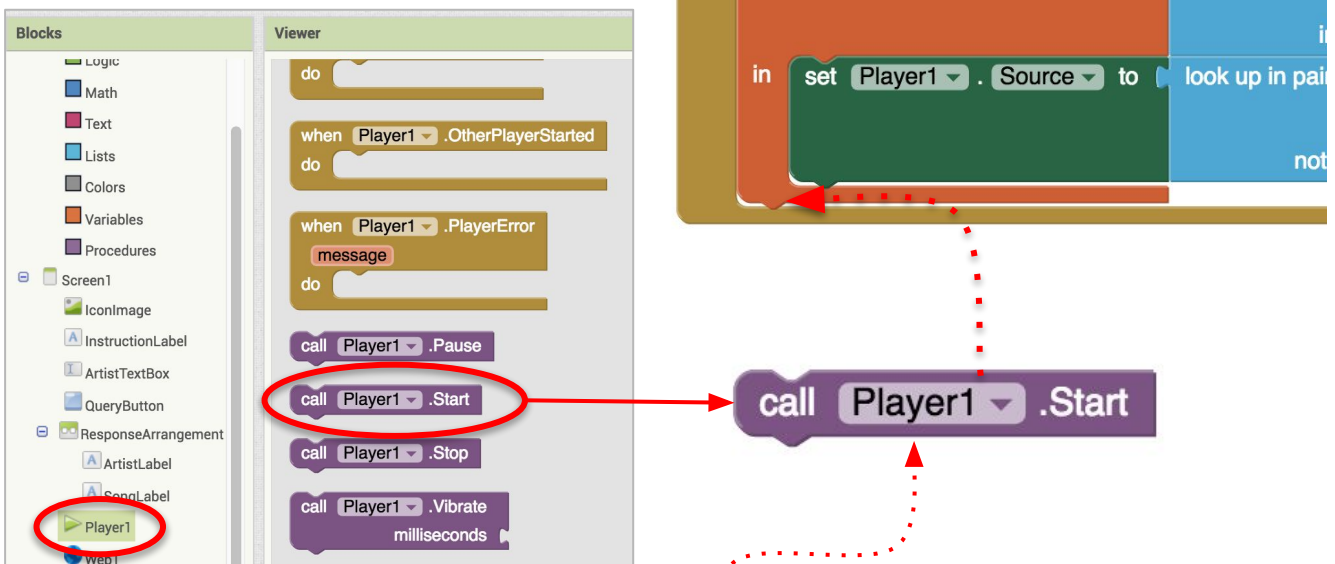 Blocks
Logic
Math
Text
Lists
Colors
Variables
Procedures
Screen1
IconImage
InstructionLabel
ArtistTextBox
QueryButton
ResponseArrangement
ArtistLabel
SongLabel
Player1
Web1
Viewer
do
when Player1 .OtherPlayerStarted
do
when Player1 .PlayerError
message
do
call Player1 .Pause
call Player1 .Start
call Player1 .Stop
call Player1 .Vibrate
milliseconds
in set Player1 . Source to look up in pai
not
call Player1 .Start